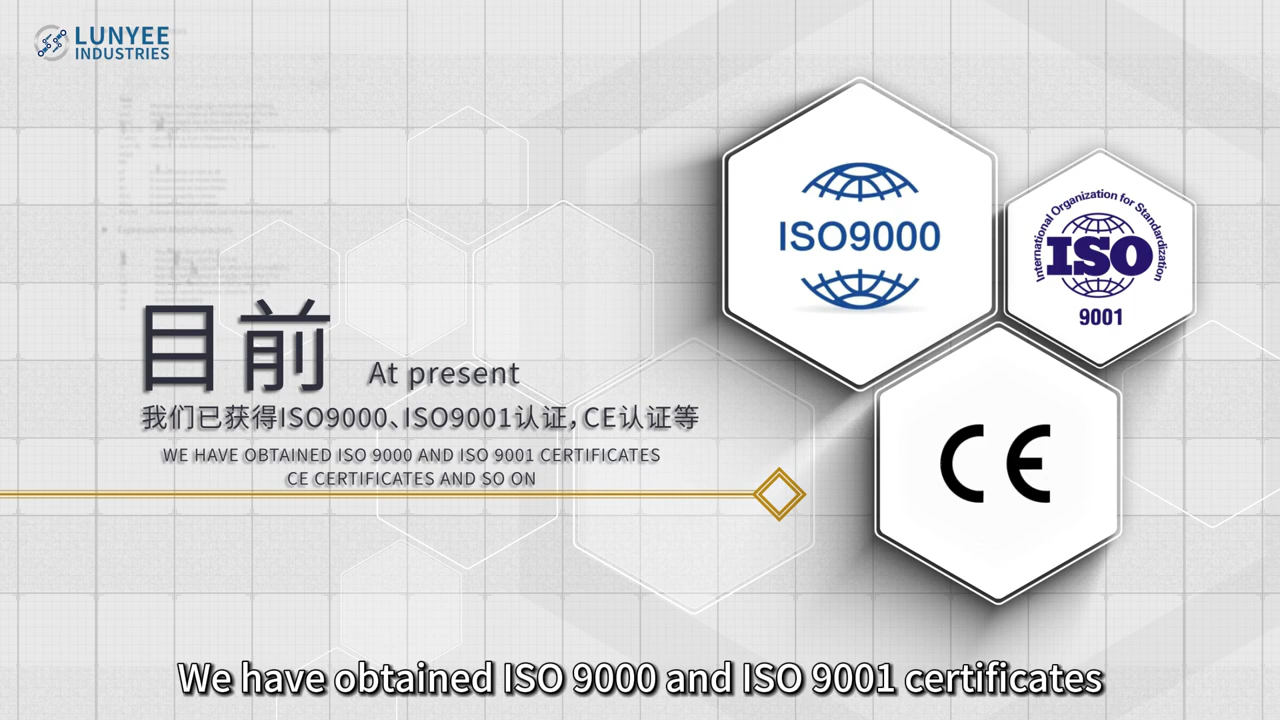 LUNYEE
INDUSTRIES
ISO9000
International Organization for Standardization
ISO
9001
目前
At present
我们已获得ISO9000、ISO9001认证，CE认证等
WE HAVE OBTAINED ISO 9000 AND ISO 9001 CERTIFICATES
CE CERTIFICATES AND SO ON
CE
We have obtained ISO 9000 and ISO 9001 certificates